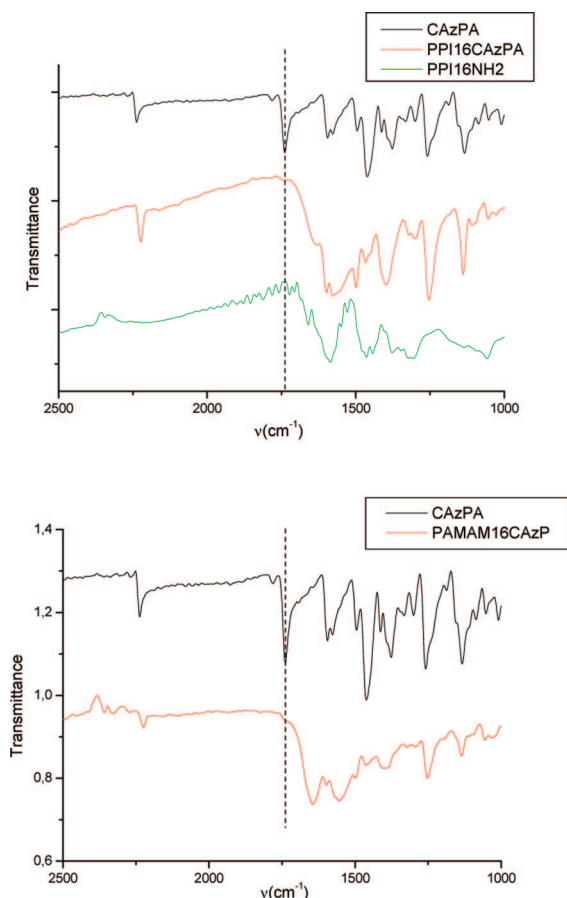 CAzPA
PPI16CAzPA
PPI16NH2
Transmittance
2500 2000 1500 1000
ν(cm⁻¹)
CAzPA
PAMAM16CAzP
1,4
1,2
1,0
0,8
0,6
Transmittance
2500 2000 1500 1000
ν(cm⁻¹)